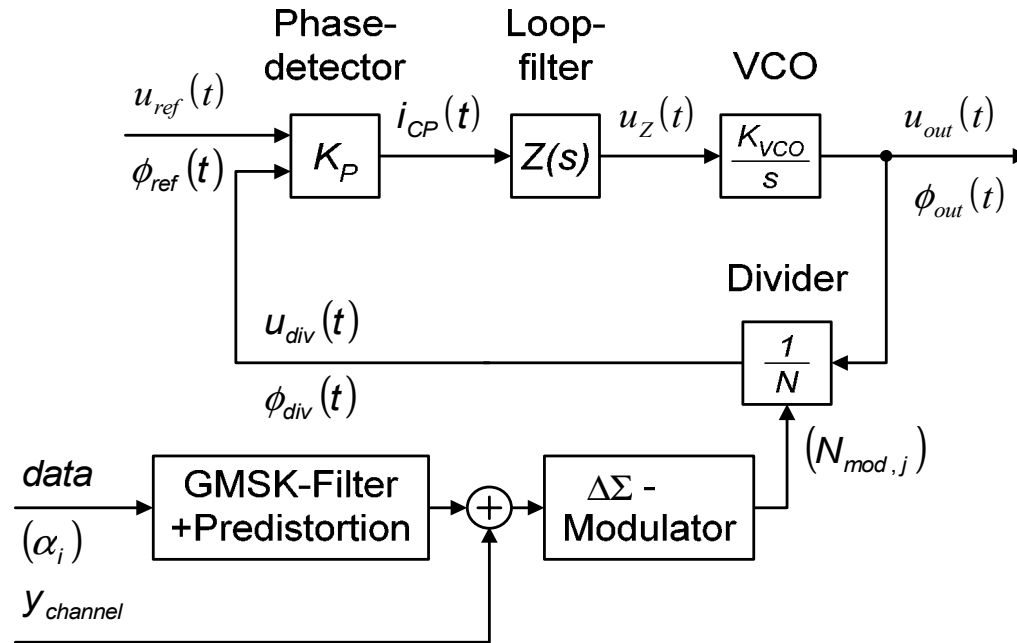 Phase-
detector
Loop-
filter
VCO
u_ref(t)
i_CP(t)
u_Z(t)
u_out(t)
K_P
Z(s)
K_VCO
s
ϕ_ref(t)
ϕ_out(t)
Divider
u_div(t)
1
N
ϕ_div(t)
(N_mod,j)
data
GMSK-Filter
+Predistortion
+
ΔΣ -
Modulator
(α_i)
y_channel